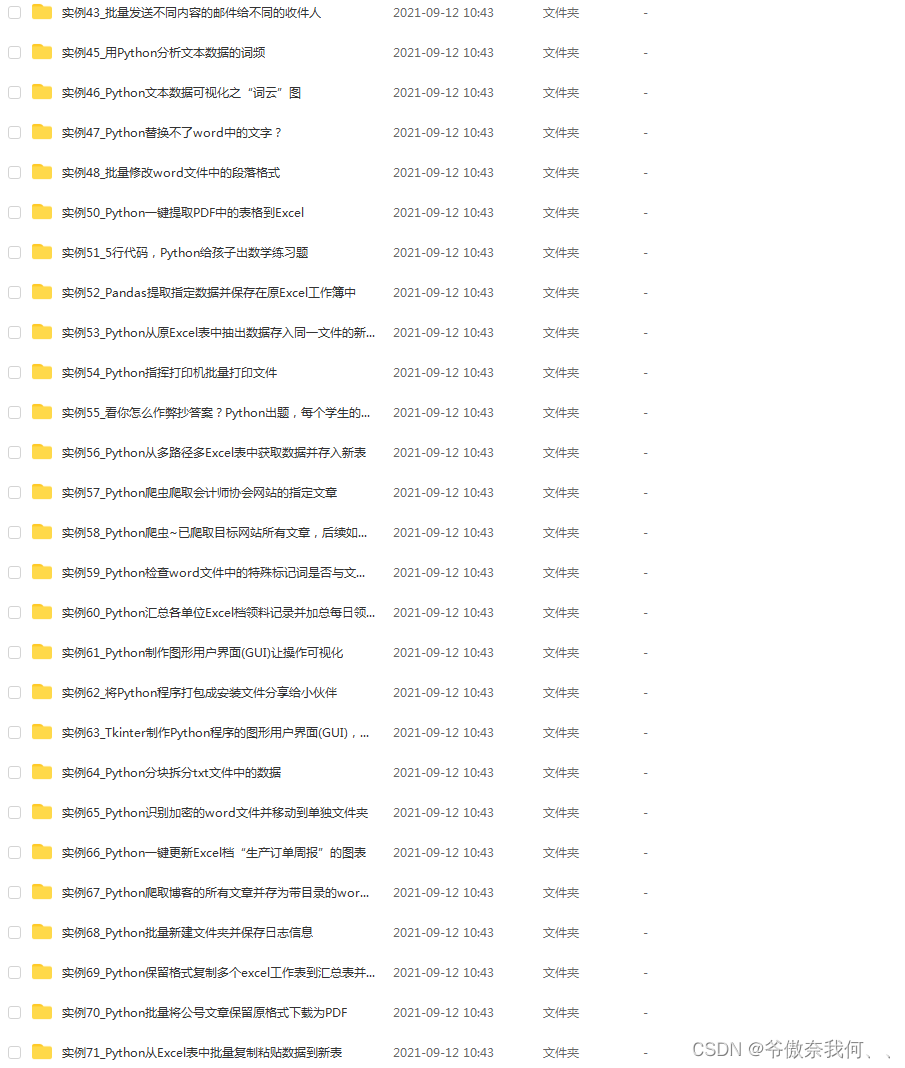 实例43_批量发送不同内容的邮件给不同的收件人 2021-09-12 10:43 文件夹 -
实例45_用Python分析文本数据的词频 2021-09-12 10:43 文件夹 -
实例46_Python文本数据可视化之“词云”图 2021-09-12 10:43 文件夹 -
实例47_Python替换不了word中的文字？ 2021-09-12 10:43 文件夹 -
实例48_批量修改word文件中的段落格式 2021-09-12 10:43 文件夹 -
实例50_Python一键提取PDF中的表格到Excel 2021-09-12 10:43 文件夹 -
实例51_5行代码，Python给孩子出数学练习题 2021-09-12 10:43 文件夹 -
实例52_Pandas提取指定数据并保存在原Excel工作簿中 2021-09-12 10:43 文件夹 -
实例53_Python从原Excel表中抽出数据存入同一文件的新... 2021-09-12 10:43 文件夹 -
实例54_Python指挥打印机批量打印文件 2021-09-12 10:43 文件夹 -
实例55_看你怎么作弊抄答案？Python出题，每个学生的... 2021-09-12 10:43 文件夹 -
实例56_Python从多路径多Excel表中获取数据并存入新表 2021-09-12 10:43 文件夹 -
实例57_Python爬虫爬取会计师协会网站的指定文章 2021-09-12 10:43 文件夹 -
实例58_Python爬虫~已爬取目标网站所有文章，后续如... 2021-09-12 10:43 文件夹 -
实例59_Python检查word文件中的特殊标记词是否与文... 2021-09-12 10:43 文件夹 -
实例60_Python汇总各单位Excel档领料记录并加总每日领... 2021-09-12 10:43 文件夹 -
实例61_Python制作图形用户界面(GUI)让操作可视化 2021-09-12 10:43 文件夹 -
实例62_将Python程序打包成安装文件分享给小伙伴 2021-09-12 10:43 文件夹 -
实例63_Tkinter制作Python程序的图形用户界面(GUI)，... 2021-09-12 10:43 文件夹 -
实例64_Python分块拆分txt文件中的数据 2021-09-12 10:43 文件夹 -
实例65_Python识别加密的word文件并移动到单独文件夹 2021-09-12 10:43 文件夹 -
实例66_Python一键更新Excel档“生产订单周报”的图表 2021-09-12 10:43 文件夹 -
实例67_Python爬取博客的所有文章并存为带目录的wor... 2021-09-12 10:43 文件夹 -
实例68_Python批量新建文件夹并保存日志信息 2021-09-12 10:43 文件夹 -
实例69_Python保留格式复制多个excel工作表到汇总表并... 2021-09-12 10:43 文件夹 -
实例70_Python批量将公号文章保留原格式下载为PDF 2021-09-12 10:43 文件夹 -
实例71_Python从Excel表中批量复制粘贴数据到新表 2021-09-12 10:43 文件夹 -
CSDN @爷傲奈我何、、